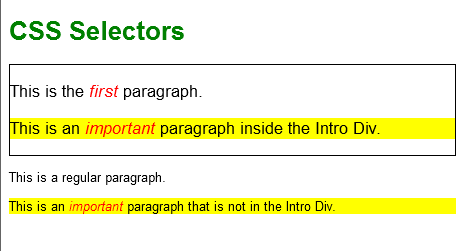 CSS Selectors
This is the first paragraph.
This is an important paragraph inside the Intro Div.
This is a regular paragraph.
This is an important paragraph that is not in the Intro Div.